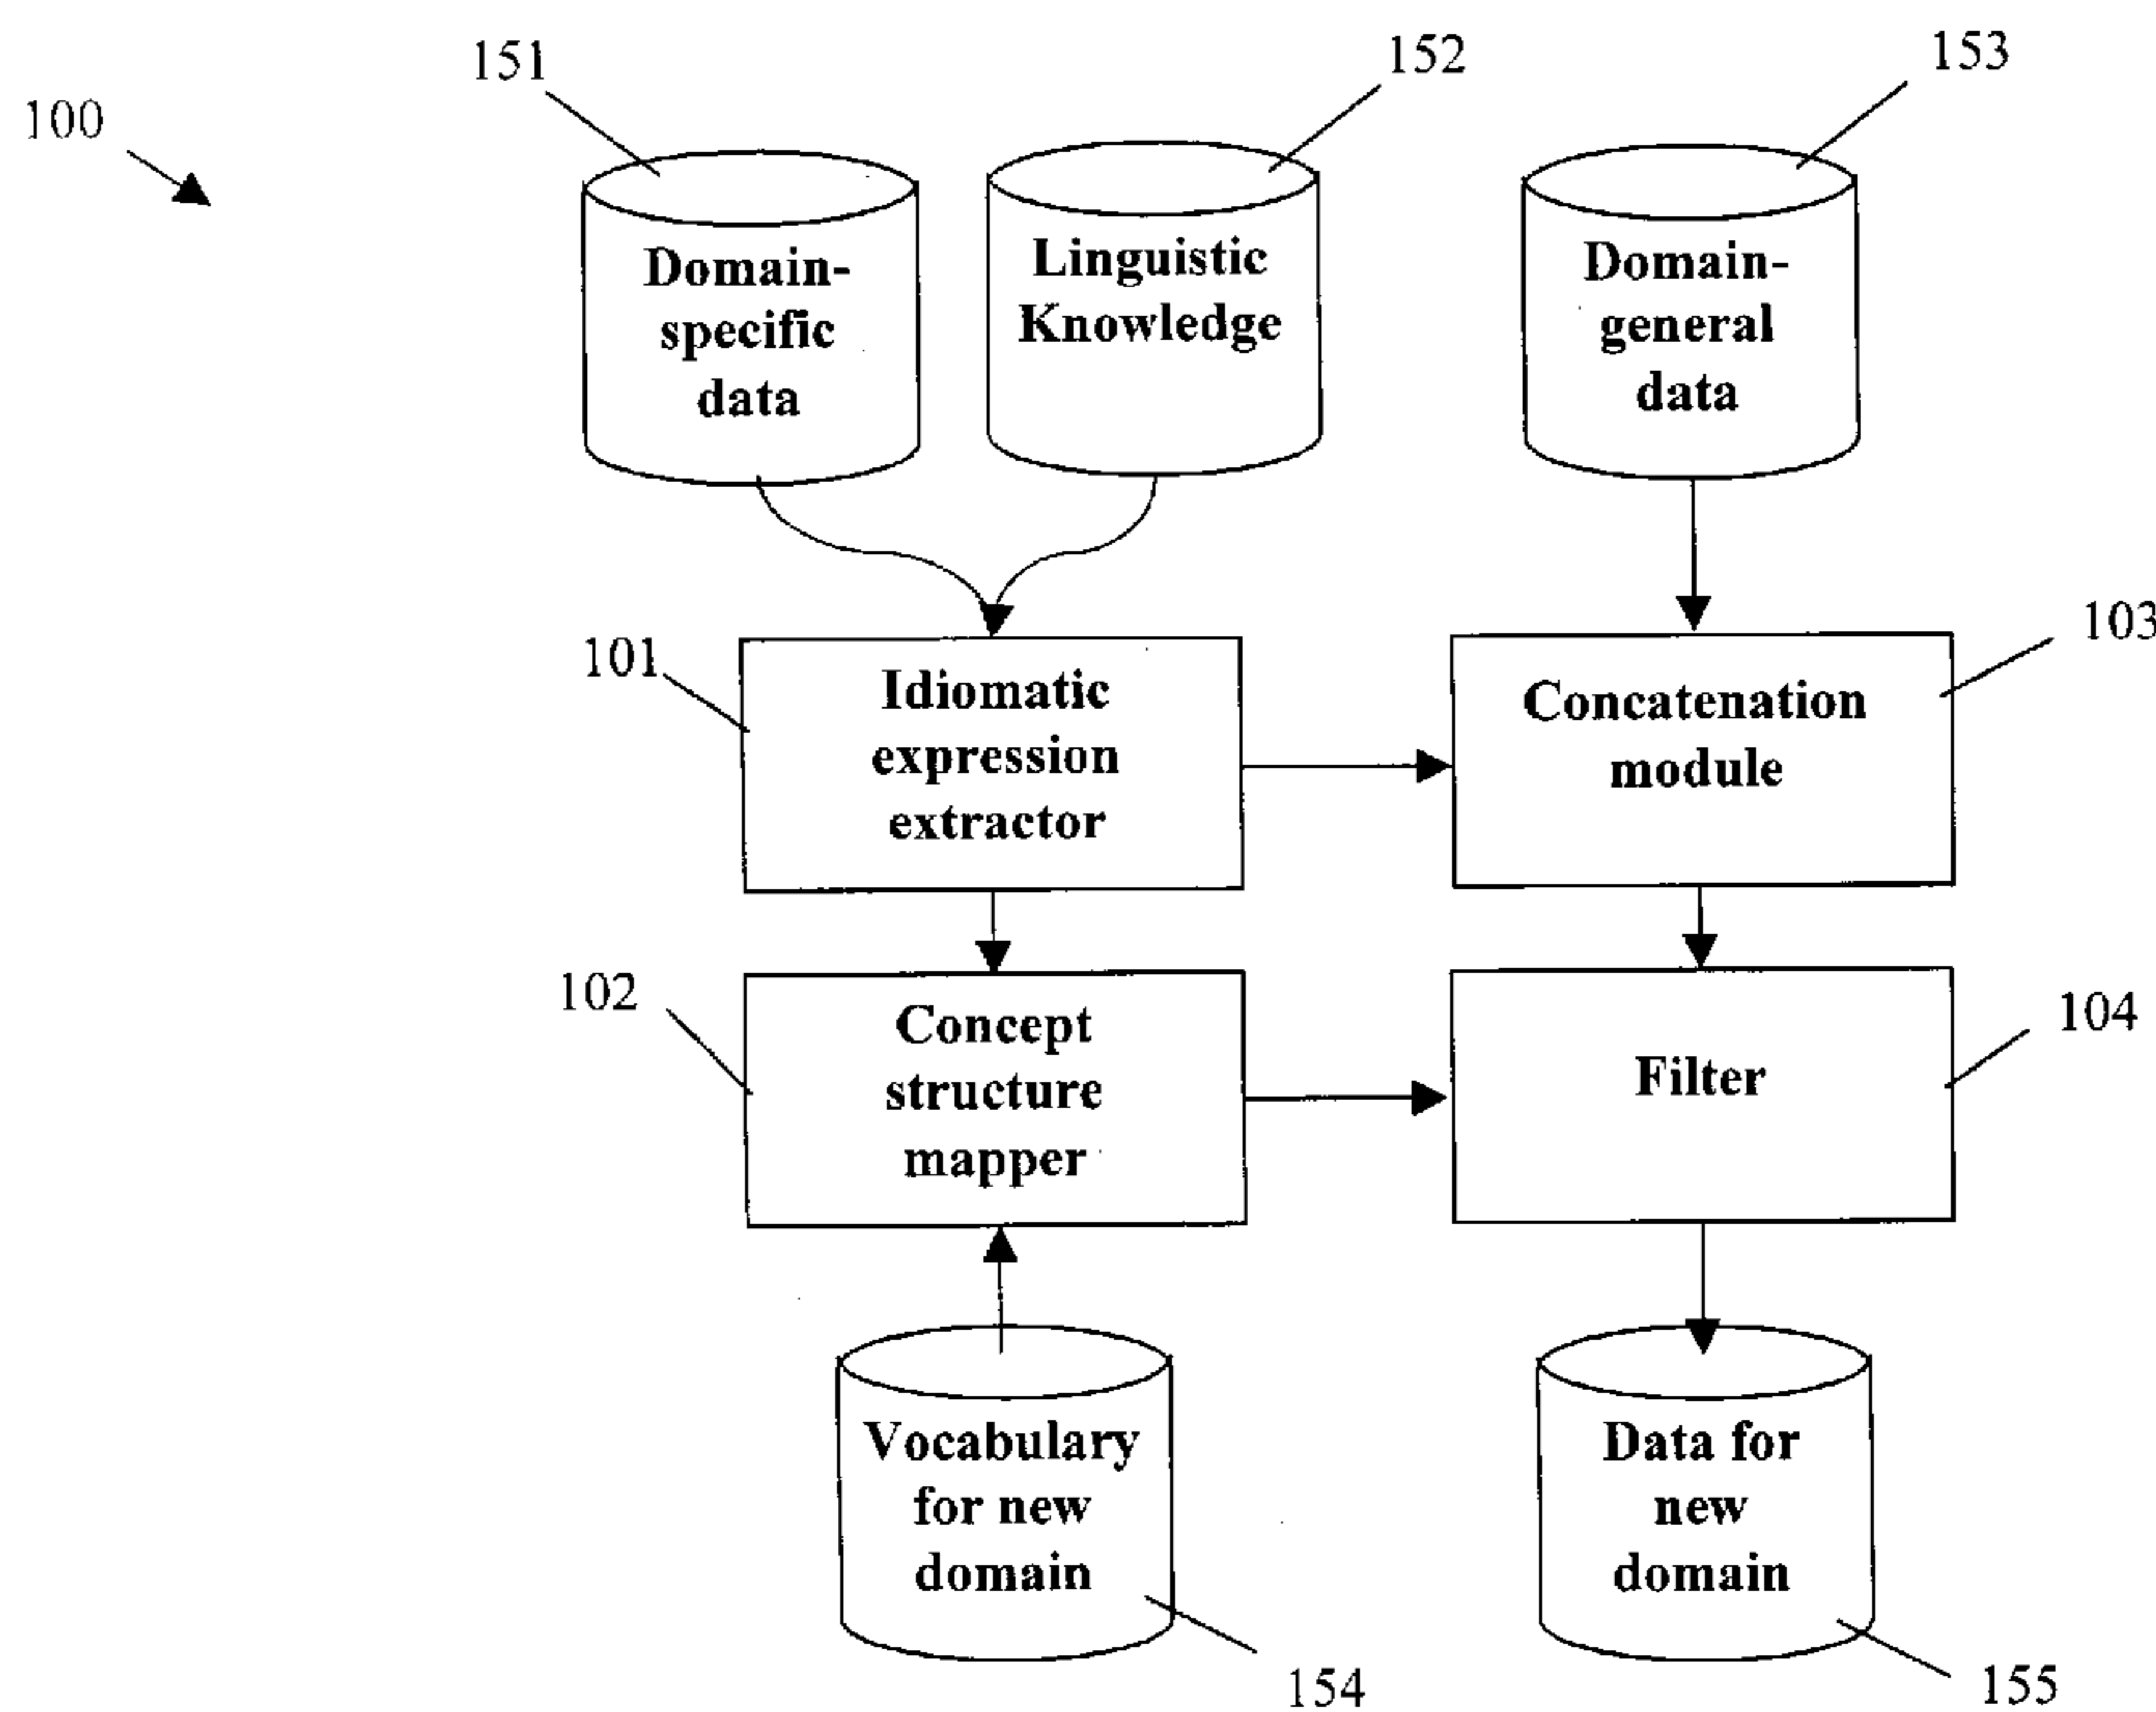 100
151
152
153
Domain-
specific
data
Linguistic
Knowledge
Domain-
general
data
101
Idiomatic
expression
extractor
103
Concatenation
module
102
Concept
structure
mapper
104
Filter
Vocabulary
for new
domain
154
Data for
new
domain
155